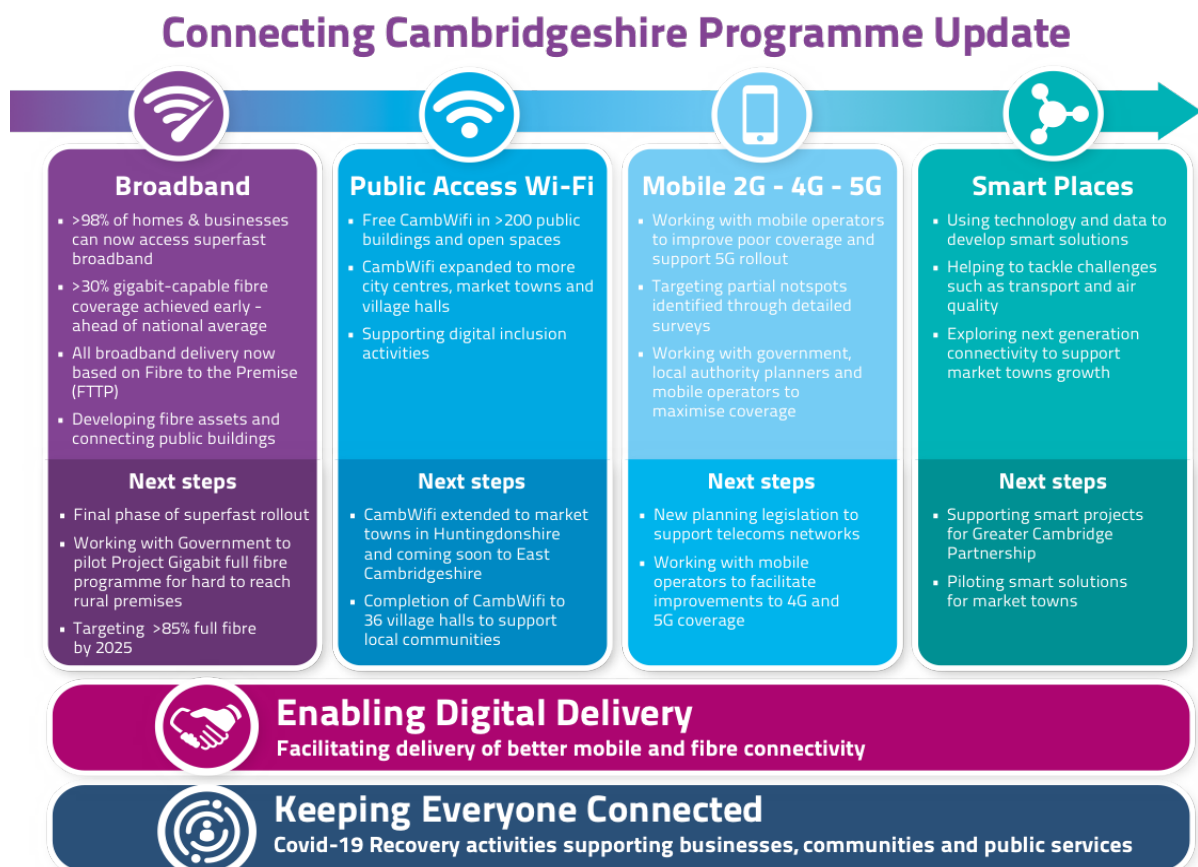 Connecting Cambridgeshire Programme Update
Broadband
▪ >98% of homes & businesses
can now access superfast
broadband
▪ >30% gigabit-capable fibre
coverage achieved early -
ahead of national average
▪ All broadband delivery now
based on Fibre to the Premise
(FTTP)
▪ Developing fibre assets and
connecting public buildings
Next steps
▪ Final phase of superfast rollout
▪ Working with Government to
pilot Project Gigabit full fibre
programme for hard to reach
rural premises
▪ Targeting >85% full fibre
by 2025
Public Access Wi-Fi
▪ Free CambWifi in >200 public
buildings and open spaces
▪ CambWifi expanded to more
city centres, market towns and
village halls
▪ Supporting digital inclusion
activities
Next steps
▪ CambWifi extended to market
towns in Huntingdonshire
and coming soon to East
Cambridgeshire
▪ Completion of CambWifi to
36 village halls to support
local communities
Mobile 2G - 4G - 5G
▪ Working with mobile operators
to improve poor coverage and
support 5G rollout
▪ Targeting partial notspots
identified through detailed
surveys
▪ Working with government,
local authority planners and
mobile operators to
maximise coverage
Next steps
▪ New planning legislation to
support telecoms networks
▪ Working with mobile
operators to facilitate
improvements to 4G and
5G coverage
Smart Places
▪ Using technology and data to
develop smart solutions
▪ Helping to tackle challenges
such as transport and air
quality
▪ Exploring next generation
connectivity to support
market towns growth
Next steps
▪ Supporting smart projects
for Greater Cambridge
Partnership
▪ Piloting smart solutions
for market towns
Enabling Digital Delivery
Facilitating delivery of better mobile and fibre connectivity
Keeping Everyone Connected
Covid-19 Recovery activities supporting businesses, communities and public services